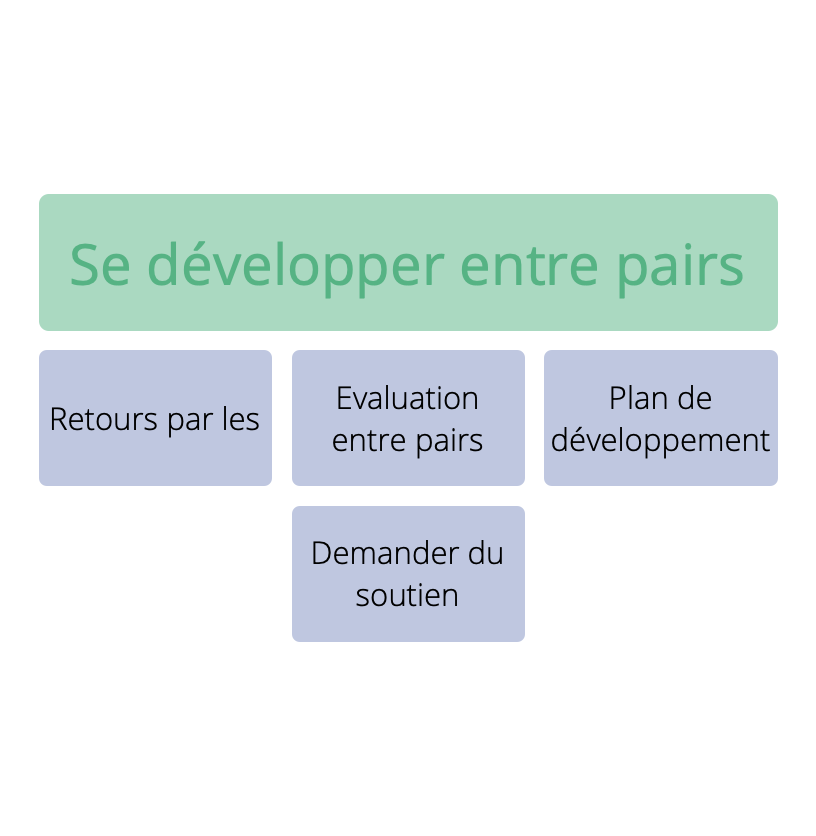 Se développer entre pairs
Retours par les
Evaluation
entre pairs
Plan de
développement
Demander du
soutien